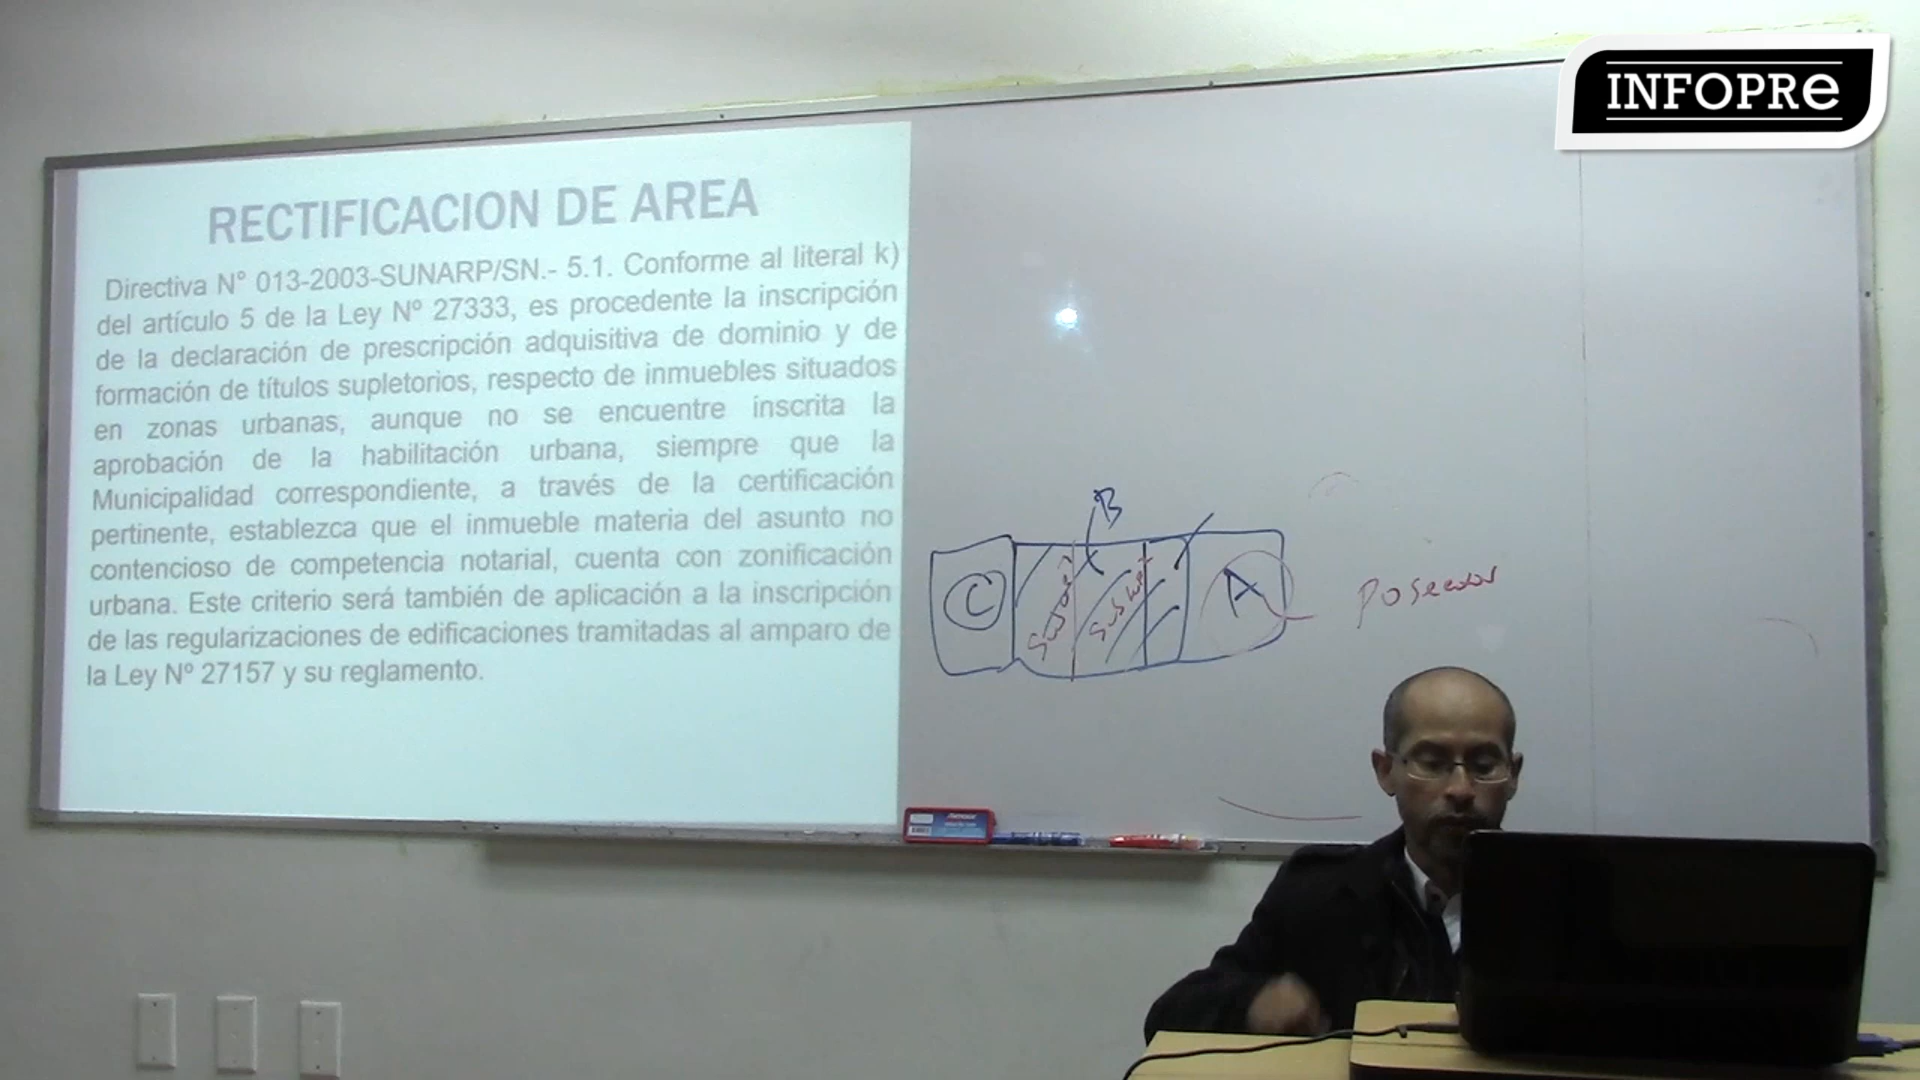 INFOPRe
RECTIFICACION DE AREA
Directiva N° 013-2003-SUNARP/SN.- 5.1. Conforme al literal k)
del artículo 5 de la Ley Nº 27333, es procedente la inscripción
de la declaración de prescripción adquisitiva de dominio y de
formación de títulos supletorios, respecto de inmuebles situados
en zonas urbanas, aunque no se encuentre inscrita la
aprobación de la habilitación urbana, siempre que la
Municipalidad correspondiente, a través de la certificación
pertinente, establezca que el inmueble materia del asunto no
contencioso de competencia notarial, cuenta con zonificación
urbana. Este criterio será también de aplicación a la inscripción
de las regularizaciones de edificaciones tramitadas al amparo de
la Ley Nº 27157 y su reglamento.
B
C
A
Poseedor